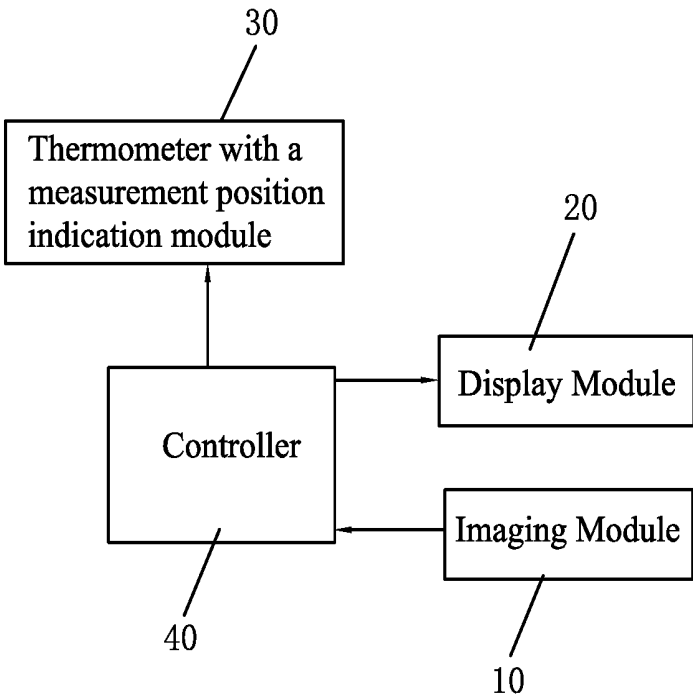 30
Thermometer with a
measurement position
indication module
20
Display Module
Controller
Imaging Module
40
10